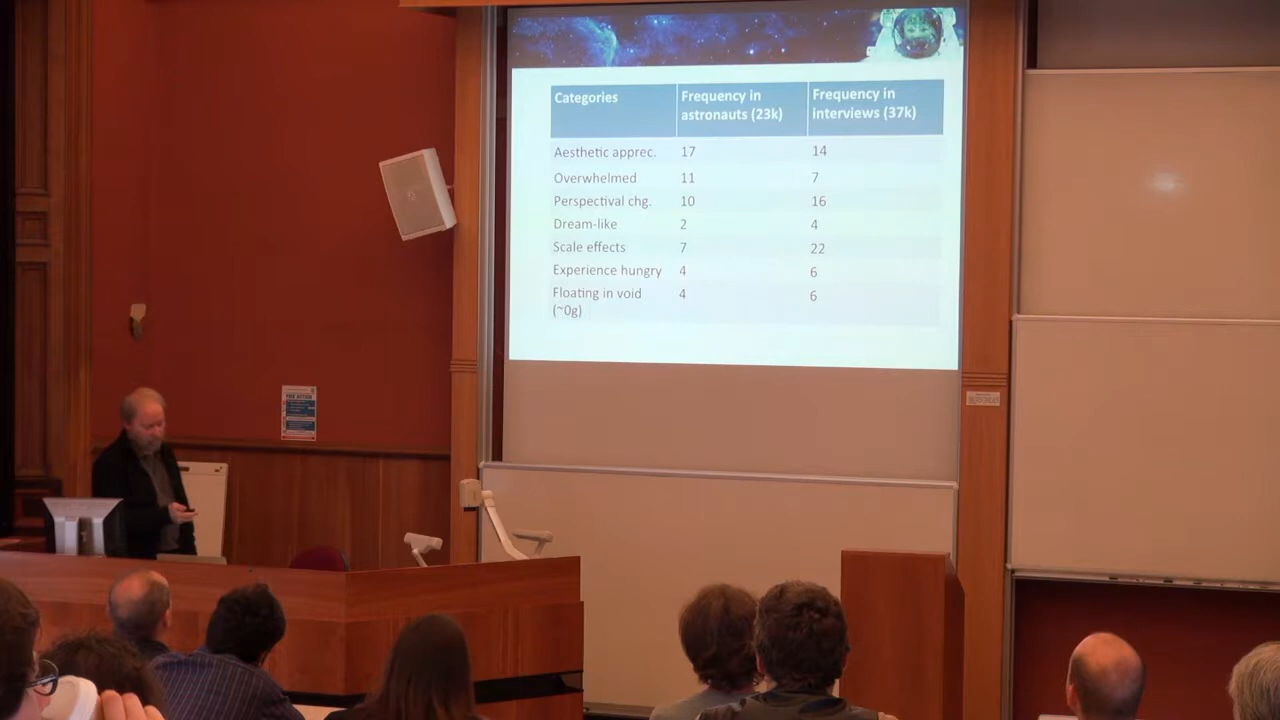 Categories
Frequency in
astronauts (23k)
Frequency in
interviews (37k)
Aesthetic apprec. 17 14
Overwhelmed 11 7
Perspectival chg. 10 16
Dream-like 2 4
Scale effects 7 22
Experience hungry 4 6
Floating in void 4 6
(~0g)